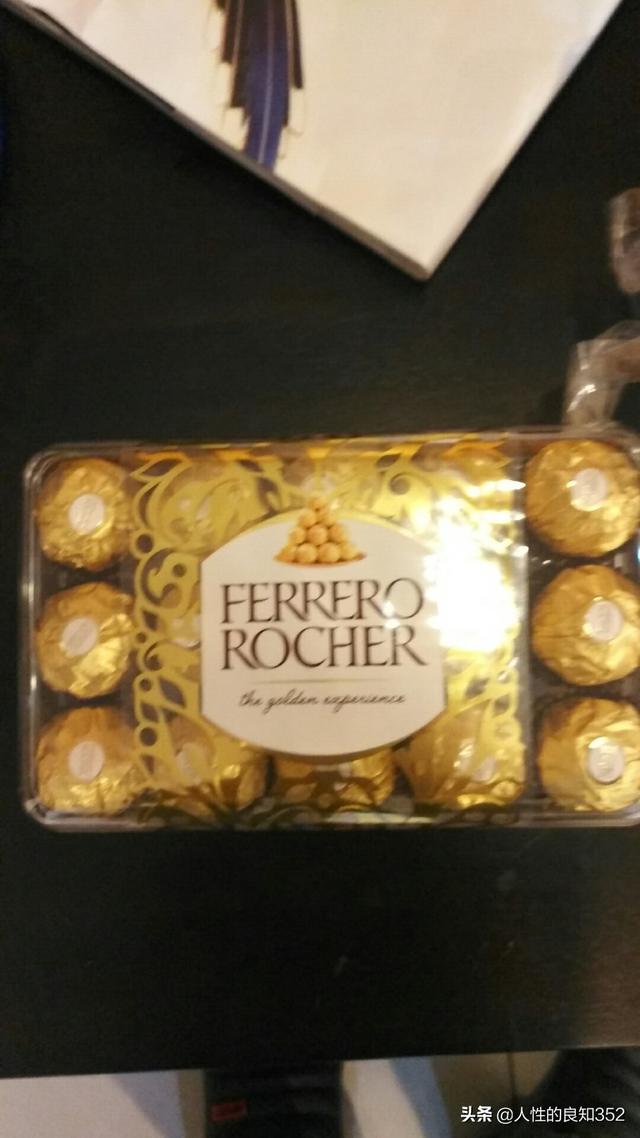 FERRERO
ROCHER
the golden experience
头条 @人性的良知352